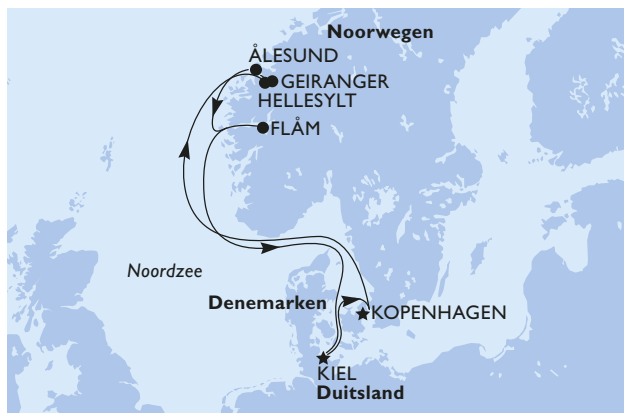 Noorwegen
ÅLESUND
GEIRANGER
HELLESYLT
FLÅM
Noordzee
Denemarken
KOPENHAGEN
KIEL
Duitsland